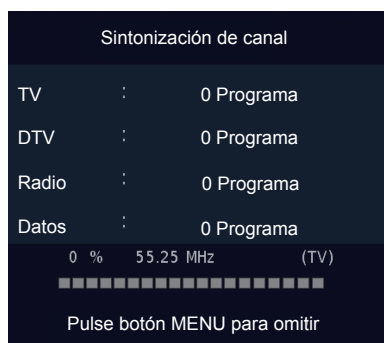 Sintonización de canal
TV : 0 Programa
DTV : 0 Programa
Radio : 0 Programa
Datos : 0 Programa
0 % 55.25 MHz (TV)
Pulse botón MENU para omitir